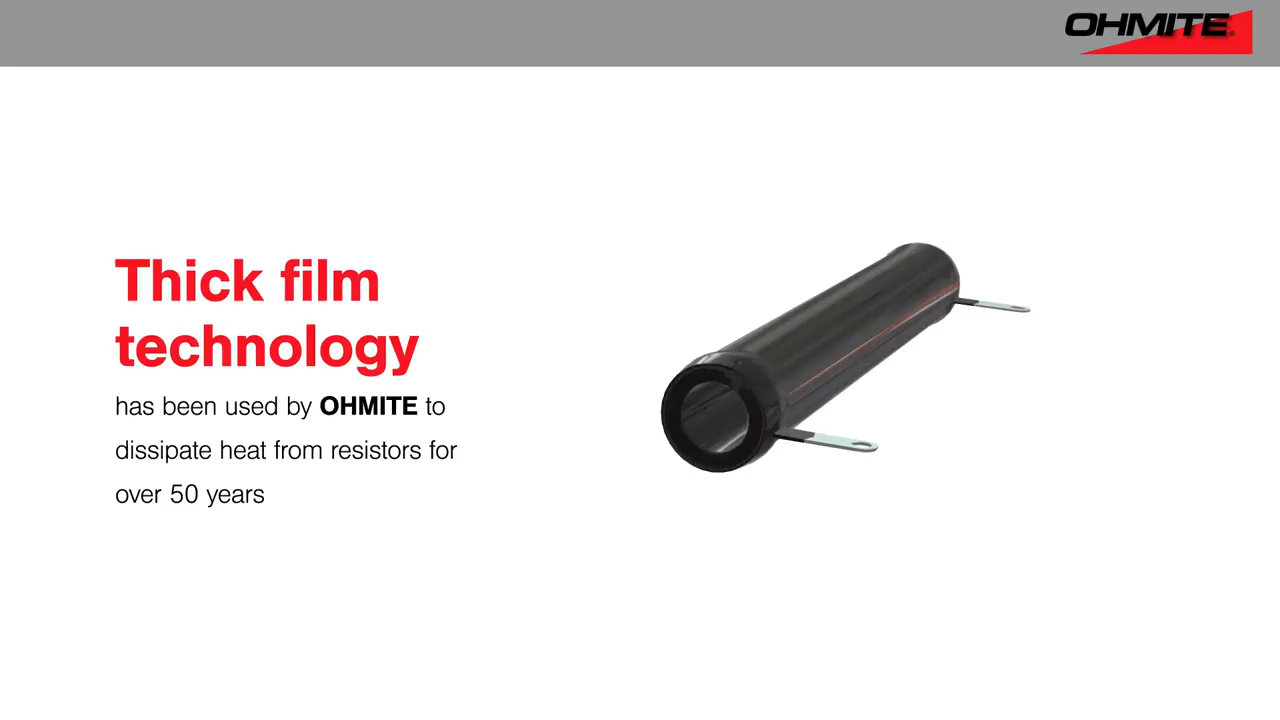 OHMITE
Thick film
technology
has been used by OHMITE to
dissipate heat from resistors for
over 50 years